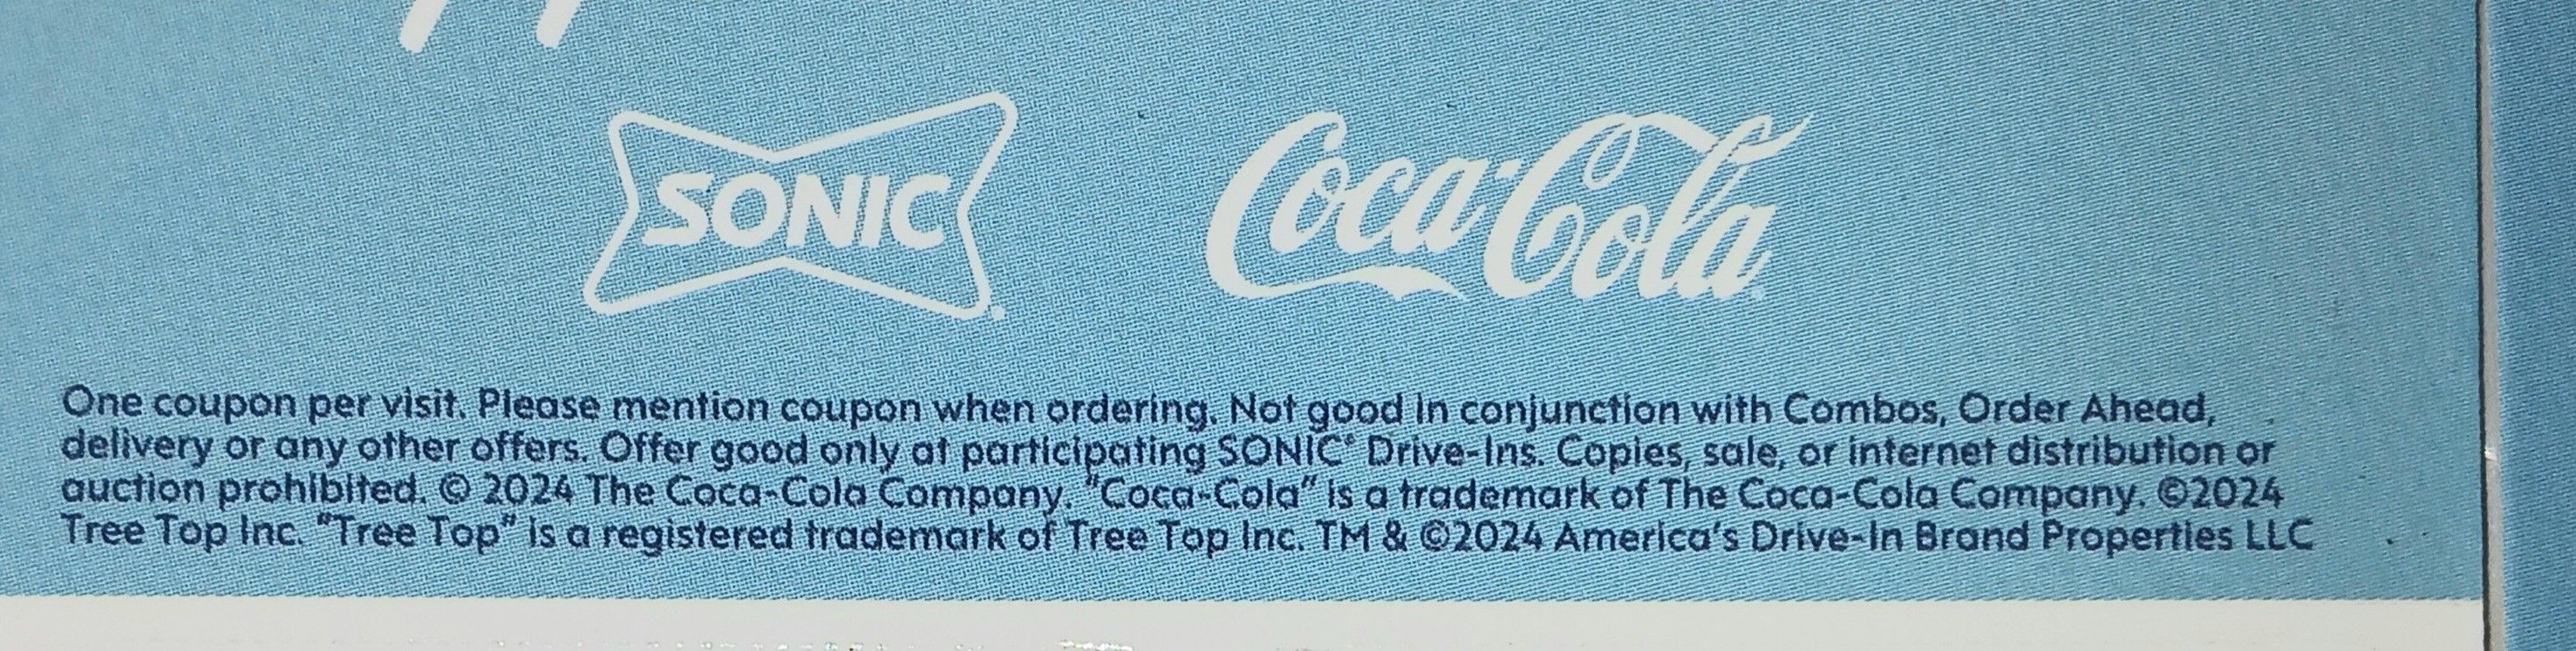 SONIC
Coca-Cola
One coupon per visit. Please mention coupon when ordering. Not good in conjunction with Combos, Order Ahead,
delivery or any other offers. Offer good only at participating SONIC® Drive-Ins. Copies, sale, or internet distribution or
auction prohibited. © 2024 The Coca-Cola Company. "Coca-Cola" is a trademark of The Coca-Cola Company. ©2024
Tree Top Inc. "Tree Top" is a registered trademark of Tree Top Inc. TM & ©2024 America's Drive-In Brand Properties LLC